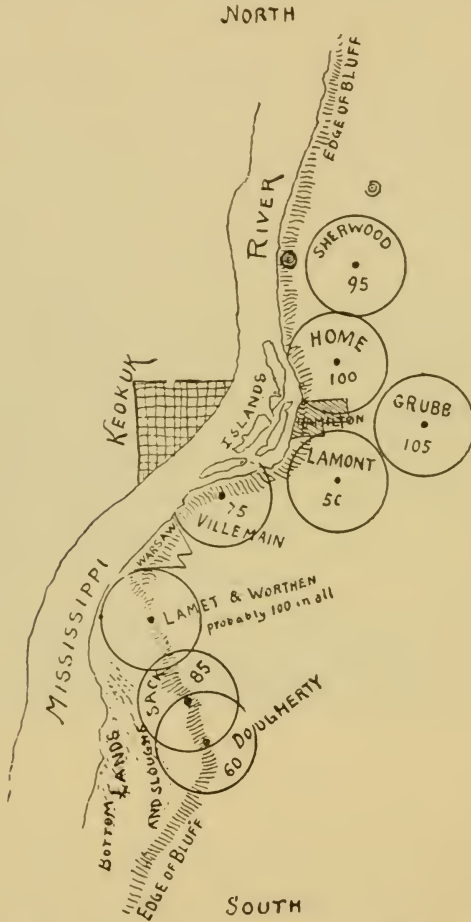 NORTH
EDGE OF BLUFF
RIVER
SHERWOOD
95
HOME
100
KEOKUK
ISLANDS
HAMILTON
GRUBB
105
LAMONT
50
75
VILLEMAIN
WARSAW
MISSISSIPPI
LAMET & WORTHEN
probably 100 in all
SACK
85
DOUGHERTY
60
BOTTOM
LANDS
AND SLOUGHS
EDGE OF BLUFF
SOUTH